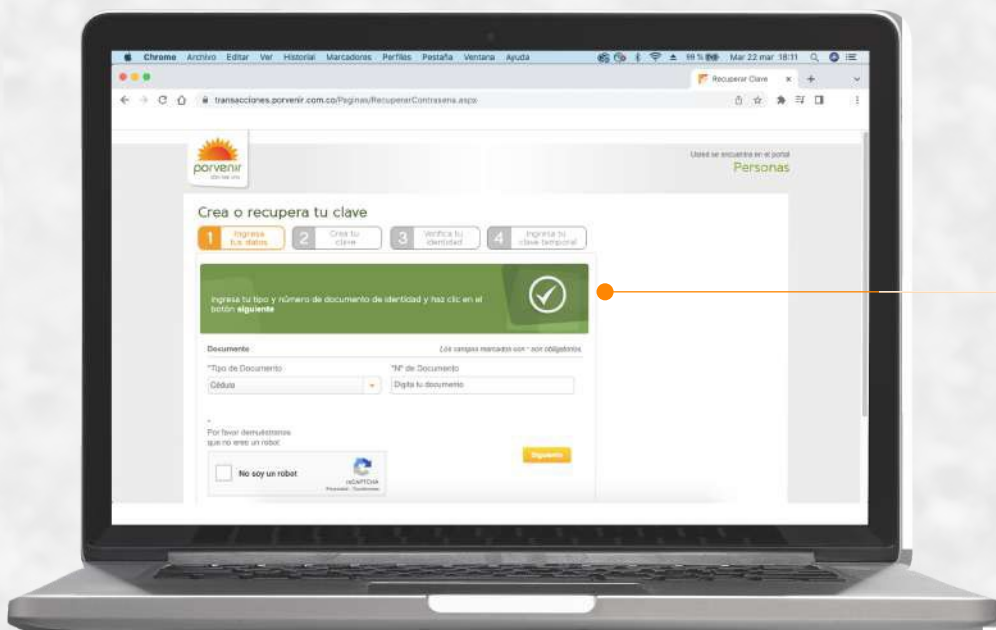 Chrome Archivo Editar Ver Historial Marcadores Perfiles Pestaña Ventana Ayuda 99 % Mar 22 mar 18:11
Recuperar Clave
transacciones.porvenir.com.co/Paginas/RecuperarContrasena.aspx
porvenir
Usted se encuentra en el portal
Personas
Crea o recupera tu clave
1 Ingresa tus datos 2 Crea tu clave 3 Verifica tu identidad 4 Ingresa tu clave temporal
Ingresa tu tipo y número de documento de identidad y haz clic en el
botón siguiente
Documento Los campos marcados con * son obligatorios.
*Tipo de Documento *N° de Documento
Cédula Digita tu documento
*
Por favor demuéstranos
que no eres un robot
Siguiente
No soy un robot
reCAPTCHA
Privacidad - Condiciones